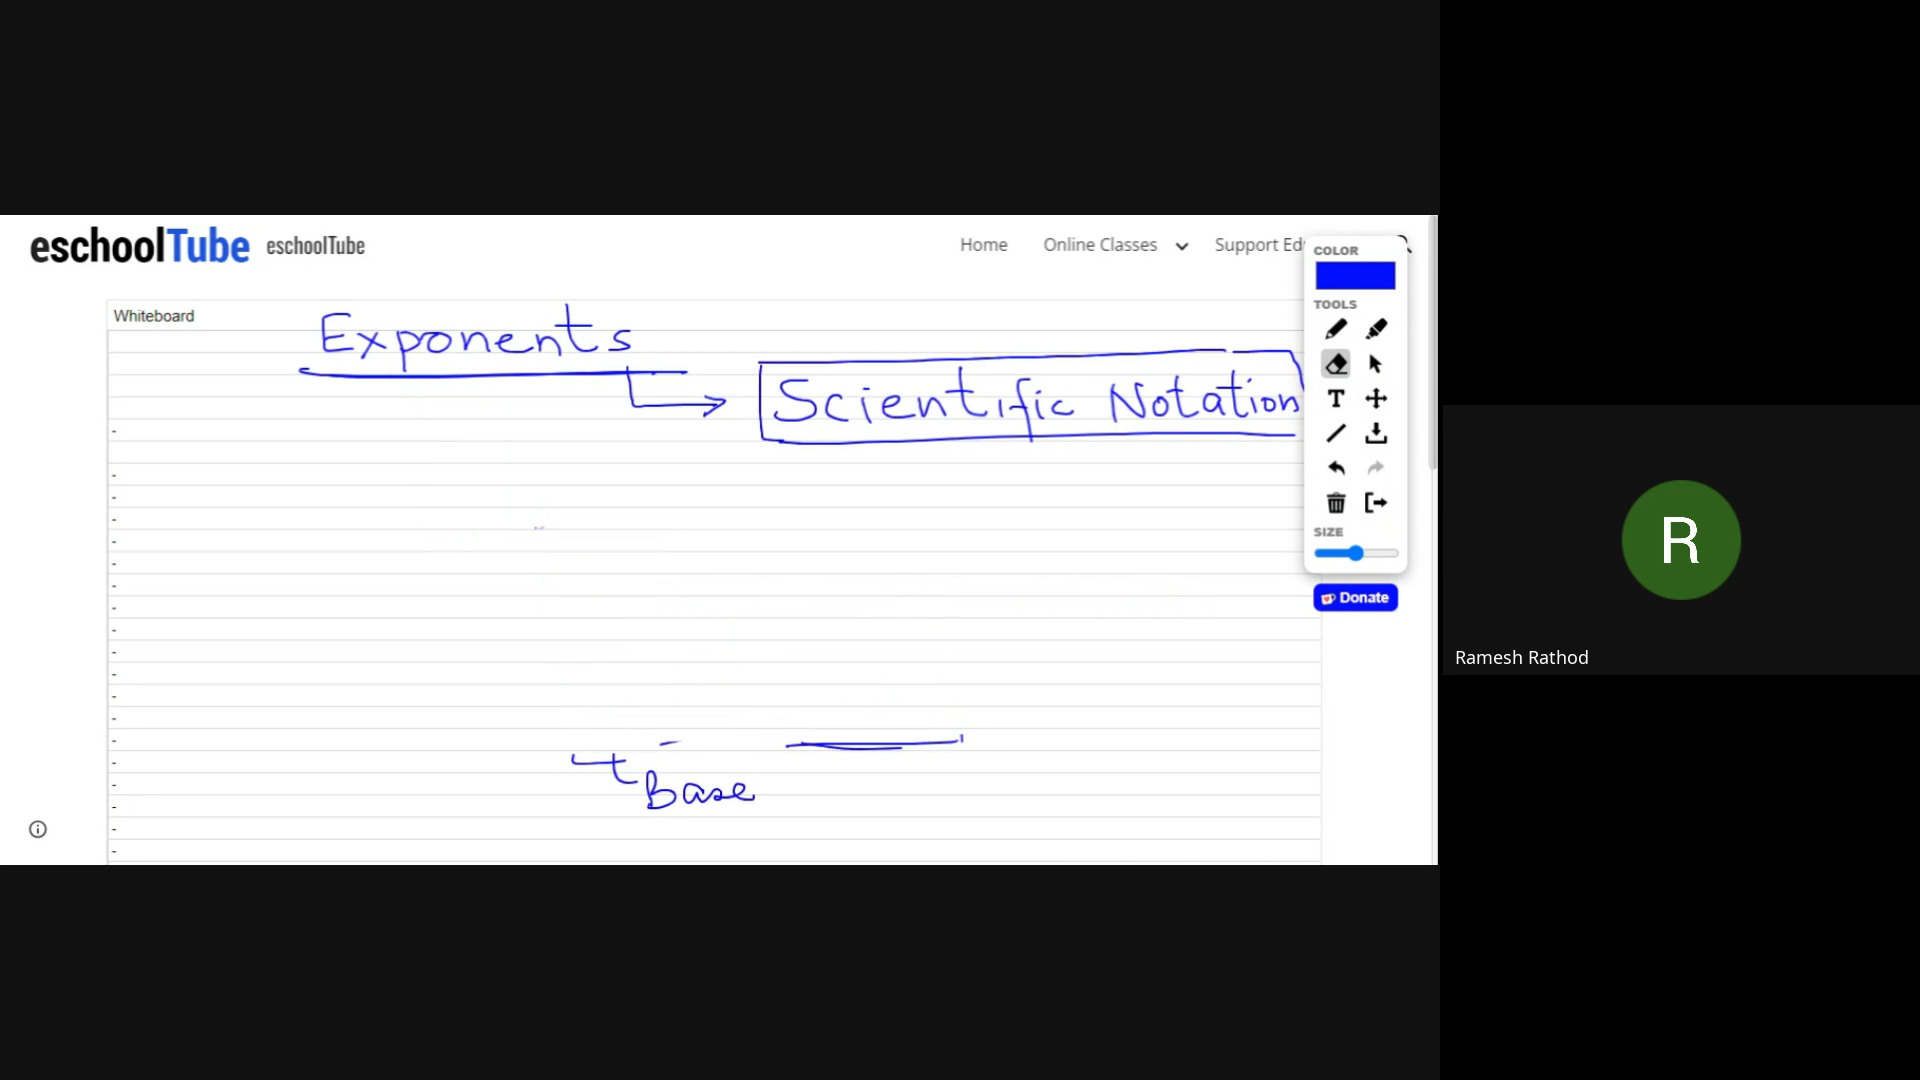 eschoolTube eschoolTube Home Online Classes Support Ed
COLOR
Whiteboard
Exponents
TOOLS
Scientific Notation
T
SIZE
Donate
Base
R
Ramesh Rathod